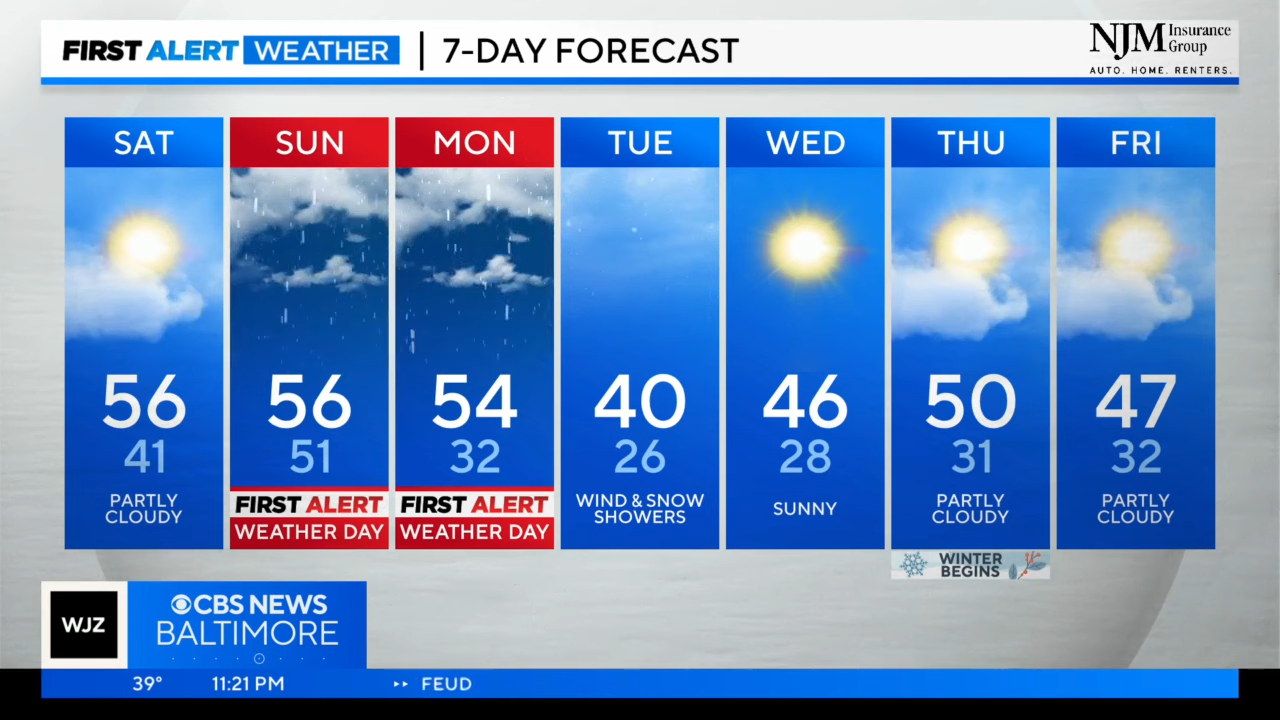 FIRST ALERT WEATHER | 7-DAY FORECAST
NJM Insurance Group
AUTO. HOME. RENTERS.
SAT
56
41
PARTLY
CLOUDY
SUN
56
51
FIRST ALERT
WEATHER DAY
MON
54
32
FIRST ALERT
WEATHER DAY
TUE
40
26
WIND & SNOW
SHOWERS
WED
46
28
SUNNY
THU
50
31
PARTLY
CLOUDY
WINTER
BEGINS
FRI
47
32
PARTLY
CLOUDY
WJZ
CBS NEWS
BALTIMORE
39° 11:21 PM FEUD